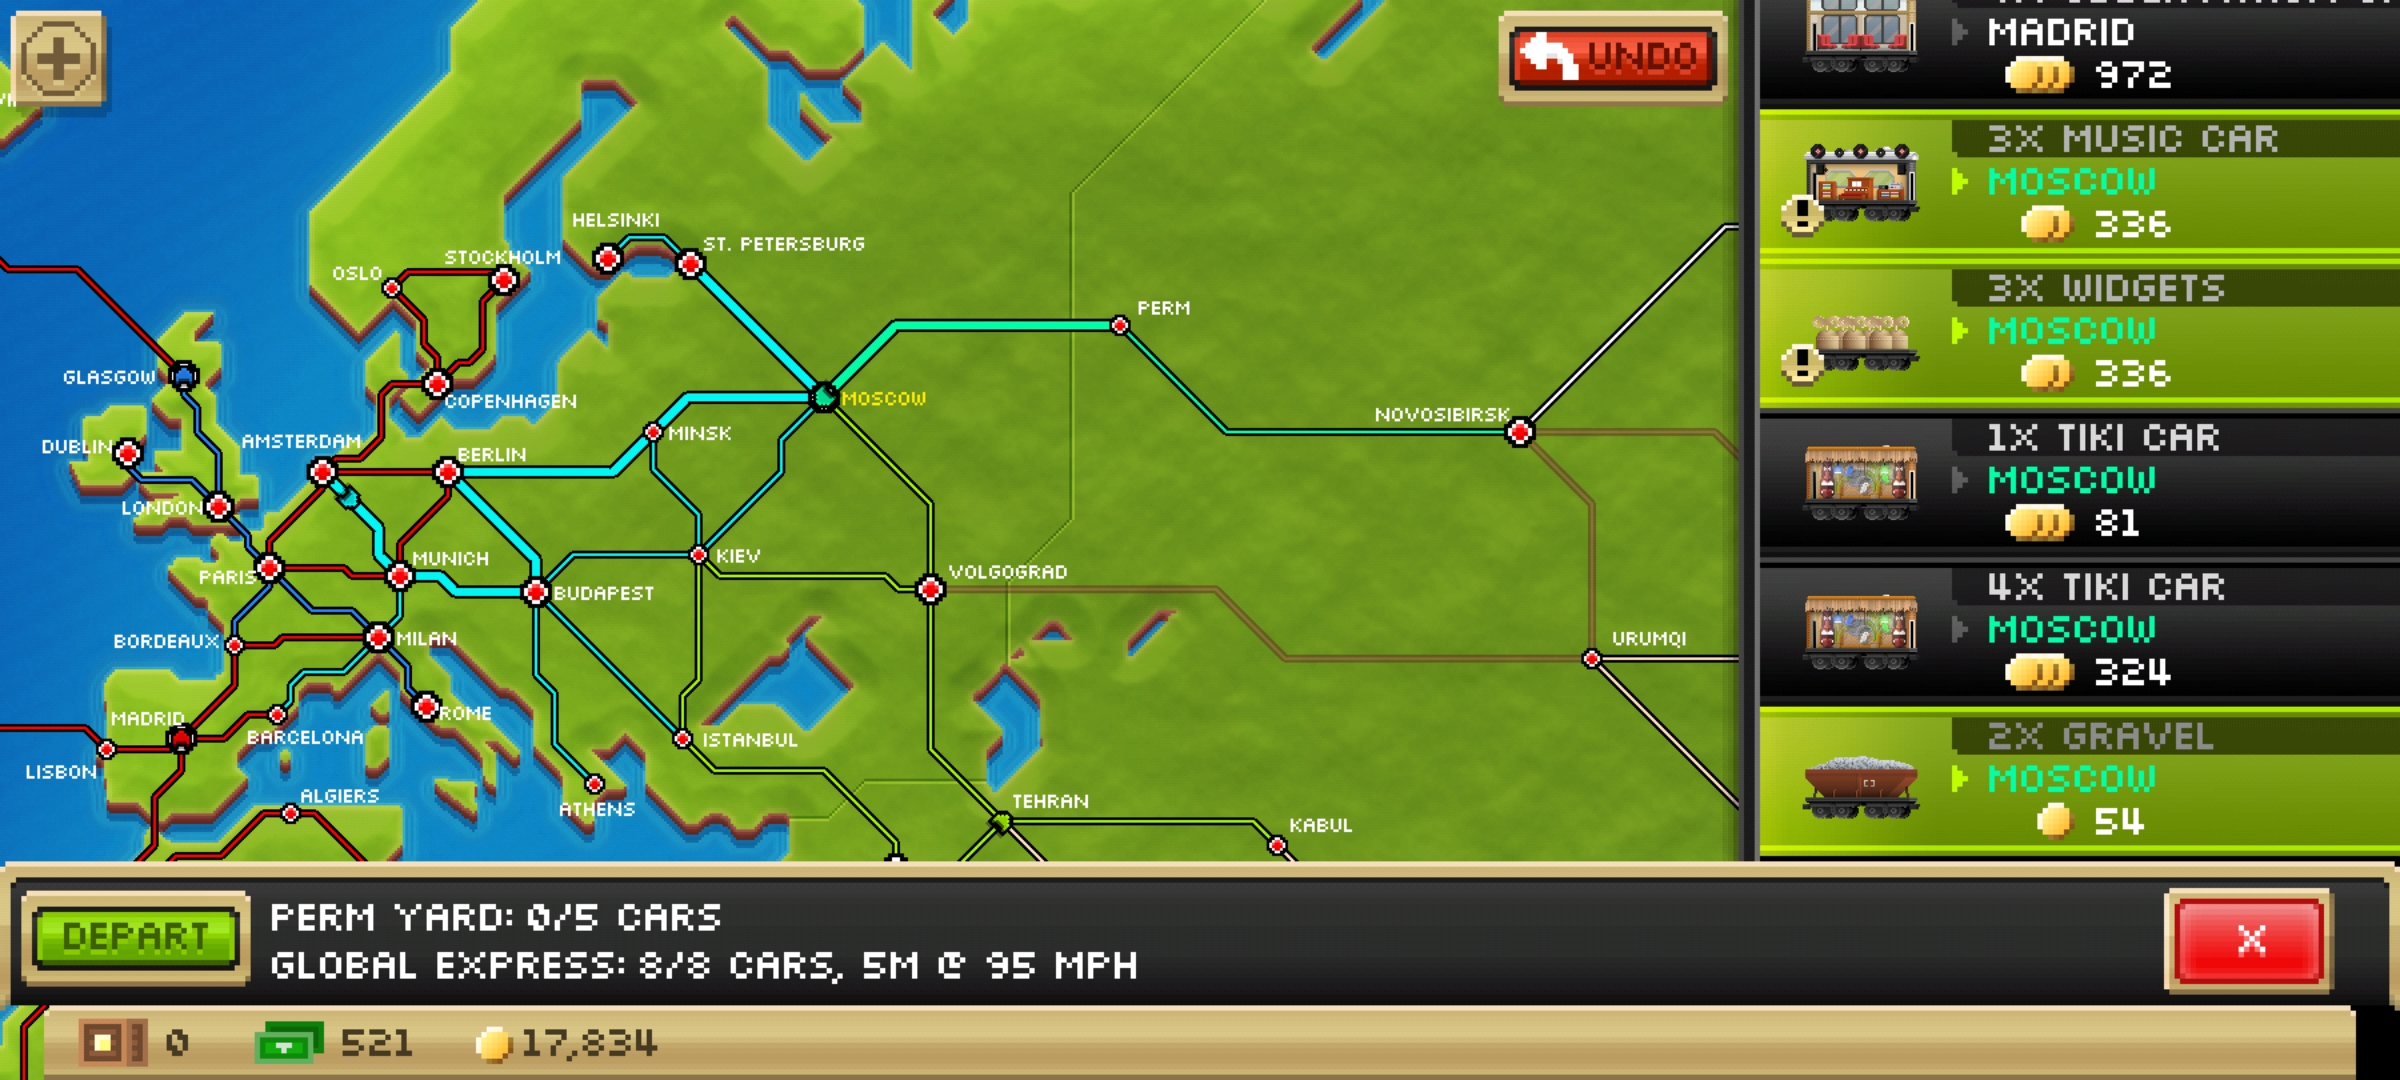 UNDO
HELSINKI
ST. PETERSBURG
STOCKHOLM
OSLO
PERM
GLASGOW
COPENHAGEN
MOSCOW
NOVOSIBIRSK
MINSK
DUBLIN
AMSTERDAM
BERLIN
LONDON
MUNICH
KIEV
PARIS
VOLGOGRAD
BUDAPEST
BORDEAUX
MILAN
URUMQI
MADRID
ROME
BARCELONA
ISTANBUL
LISBON
ALGIERS
ATHENS
TEHRAN
KABUL
MADRID
972
3X MUSIC CAR
MOSCOW
336
3X WIDGETS
MOSCOW
336
1X TIKI CAR
MOSCOW
81
4X TIKI CAR
MOSCOW
324
2X GRAVEL
MOSCOW
54
DEPART
PERM YARD: 0/5 CARS
GLOBAL EXPRESS: 8/8 CARS, 5M @ 95 MPH
X
0
521
17,834